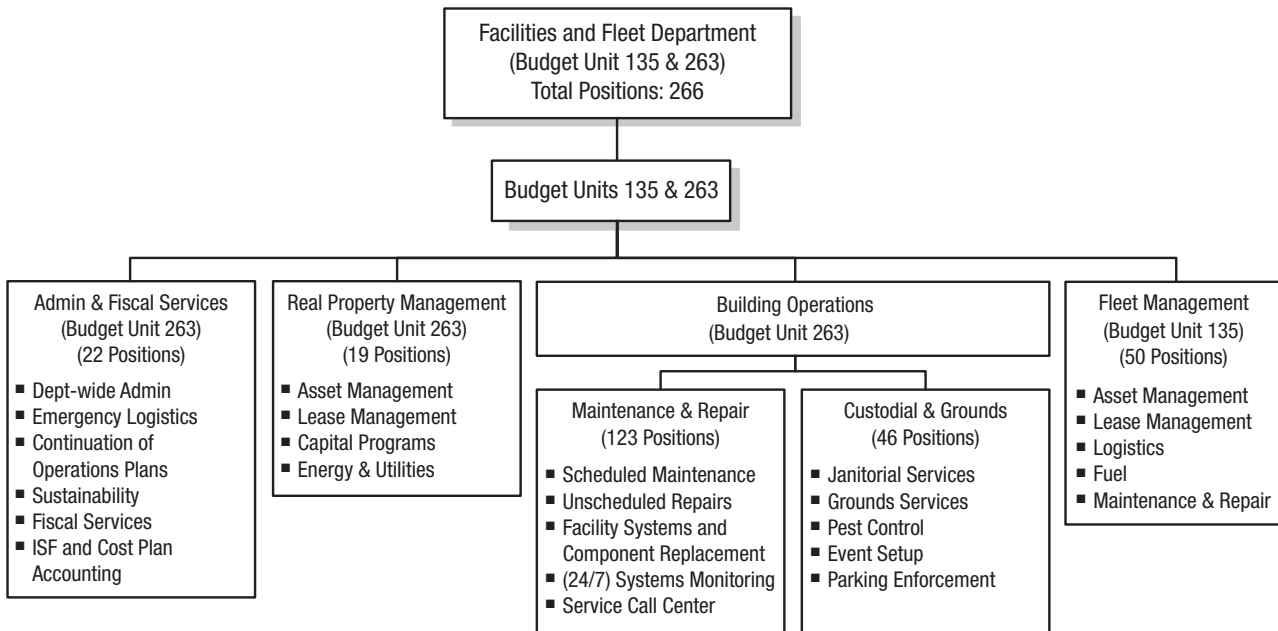 Facilities and Fleet Department
(Budget Unit 135 & 263)
Total Positions: 266
Budget Units 135 & 263
Admin & Fiscal Services
(Budget Unit 263)
(22 Positions)
■ Dept-wide Admin
■ Emergency Logistics
■ Continuation of
Operations Plans
■ Sustainability
■ Fiscal Services
■ ISF and Cost Plan
Accounting
Real Property Management
(Budget Unit 263)
(19 Positions)
■ Asset Management
■ Lease Management
■ Capital Programs
■ Energy & Utilities
Building Operations
(Budget Unit 263)
Maintenance & Repair
(123 Positions)
■ Scheduled Maintenance
■ Unscheduled Repairs
■ Facility Systems and
Component Replacement
■ (24/7) Systems Monitoring
■ Service Call Center
Custodial & Grounds
(46 Positions)
■ Janitorial Services
■ Grounds Services
■ Pest Control
■ Event Setup
■ Parking Enforcement
Fleet Management
(Budget Unit 135)
(50 Positions)
■ Asset Management
■ Lease Management
■ Logistics
■ Fuel
■ Maintenance & Repair